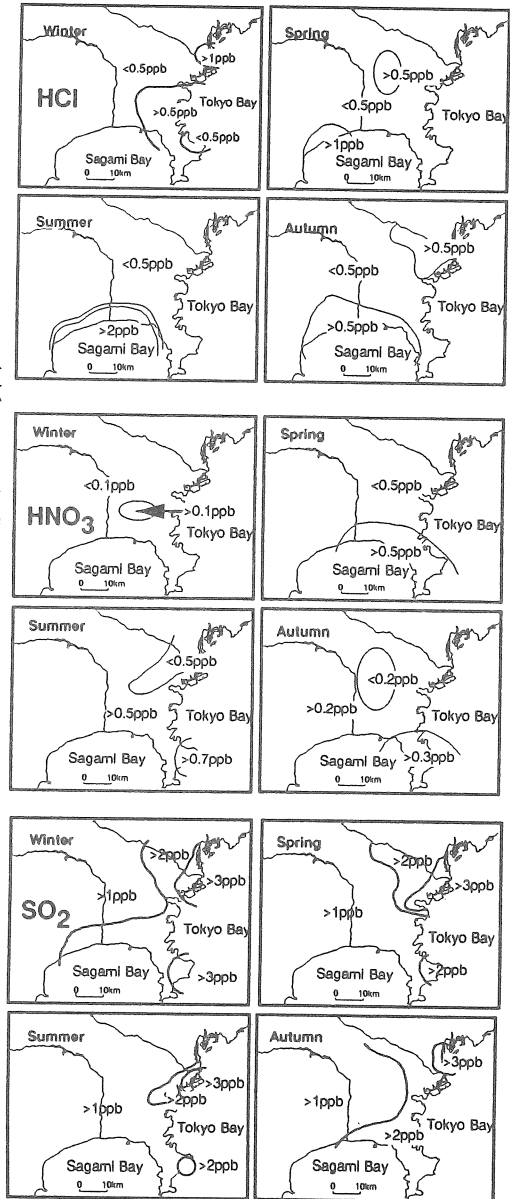 Winter
>1ppb
<0.5ppb
HCl
>0.5ppb
Tokyo Bay
<0.5ppb
Sagami Bay
0 10km
Spring
>0.5ppb
<0.5ppb
Tokyo Bay
>1ppb
Sagami Bay
0 10km
Summer
<0.5ppb
Tokyo Bay
>2ppb
Sagami Bay
0 10km
Autumn
>0.5ppb
<0.5ppb
Tokyo Bay
>0.5ppb
Sagami Bay
0 10km
Winter
<0.1ppb
>0.1ppb
HNO3
Tokyo Bay
Sagami Bay
0 10km
Spring
<0.5ppb
Tokyo Bay
>0.5ppb
Sagami Bay
0 10km
Summer
<0.5ppb
>0.5ppb
Tokyo Bay
>0.7ppb
Sagami Bay
0 10km
Autumn
<0.2ppb
>0.2ppb
Tokyo Bay
>0.3ppb
Sagami Bay
0 10km
Winter
>2ppb
>3ppb
>1ppb
SO2
Tokyo Bay
Sagami Bay
>3ppb
0 10km
Spring
>2ppb
>3ppb
>1ppb
Tokyo Bay
Sagami Bay
>2ppb
0 10km
Summer
>3ppb
>1ppb
>2ppb
Tokyo Bay
Sagami Bay
>2ppb
0 10km
Autumn
>3ppb
>1ppb
Tokyo Bay
>2ppb
Sagami Bay
0 10km